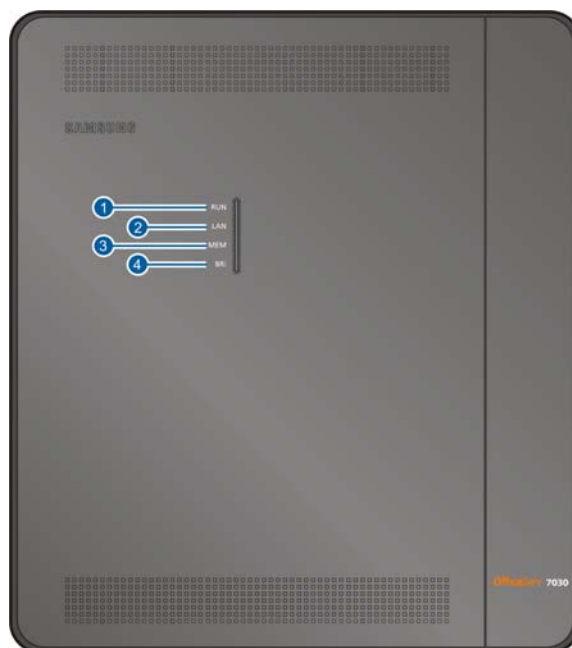 SAMSUNG
1 RUN
2 LAN
3 MEM
4 BRI
OfficeServ 7030